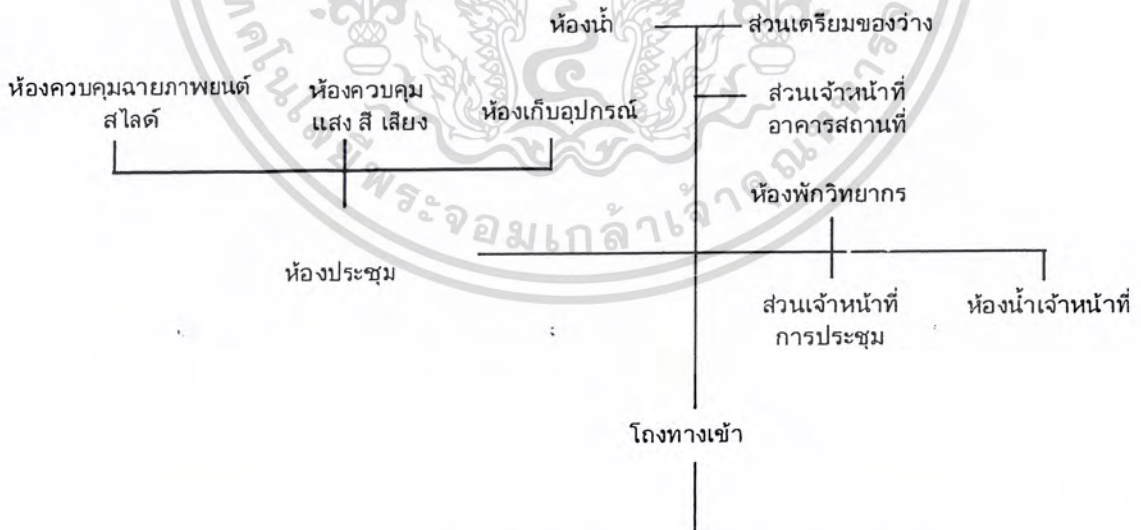 ห้องน้ำ
ส่วนเตรียมของว่าง
ห้องควบคุมฉายภาพยนต์
สไลด์
ห้องควบคุม
แสง สี เสียง
ห้องเก็บอุปกรณ์
ส่วนเจ้าหน้าที่
อาคารสถานที่
ห้องพักวิทยากร
ห้องประชุม
ส่วนเจ้าหน้าที่
การประชุม
ห้องน้ำเจ้าหน้าที่
โถงทางเข้า